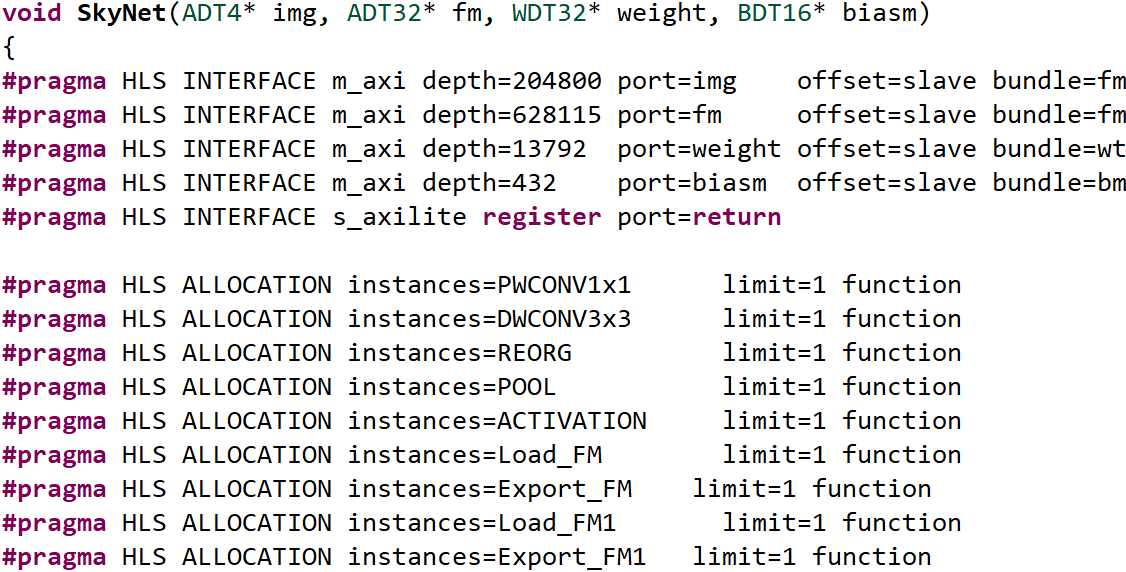 void SkyNet(ADT4* img, ADT32* fm, WDT32* weight, BDT16* biasm)
{
#pragma HLS INTERFACE m_axi depth=204800 port=img    offset=slave bundle=fm
#pragma HLS INTERFACE m_axi depth=628115 port=fm     offset=slave bundle=fm
#pragma HLS INTERFACE m_axi depth=13792  port=weight offset=slave bundle=wt
#pragma HLS INTERFACE m_axi depth=432    port=biasm  offset=slave bundle=bm
#pragma HLS INTERFACE s_axilite register port=return

#pragma HLS ALLOCATION instances=PWCONV1x1      limit=1 function
#pragma HLS ALLOCATION instances=DWCONV3x3      limit=1 function
#pragma HLS ALLOCATION instances=REORG          limit=1 function
#pragma HLS ALLOCATION instances=POOL           limit=1 function
#pragma HLS ALLOCATION instances=ACTIVATION     limit=1 function
#pragma HLS ALLOCATION instances=Load_FM        limit=1 function
#pragma HLS ALLOCATION instances=Export_FM    limit=1 function
#pragma HLS ALLOCATION instances=Load_FM1       limit=1 function
#pragma HLS ALLOCATION instances=Export_FM1   limit=1 function